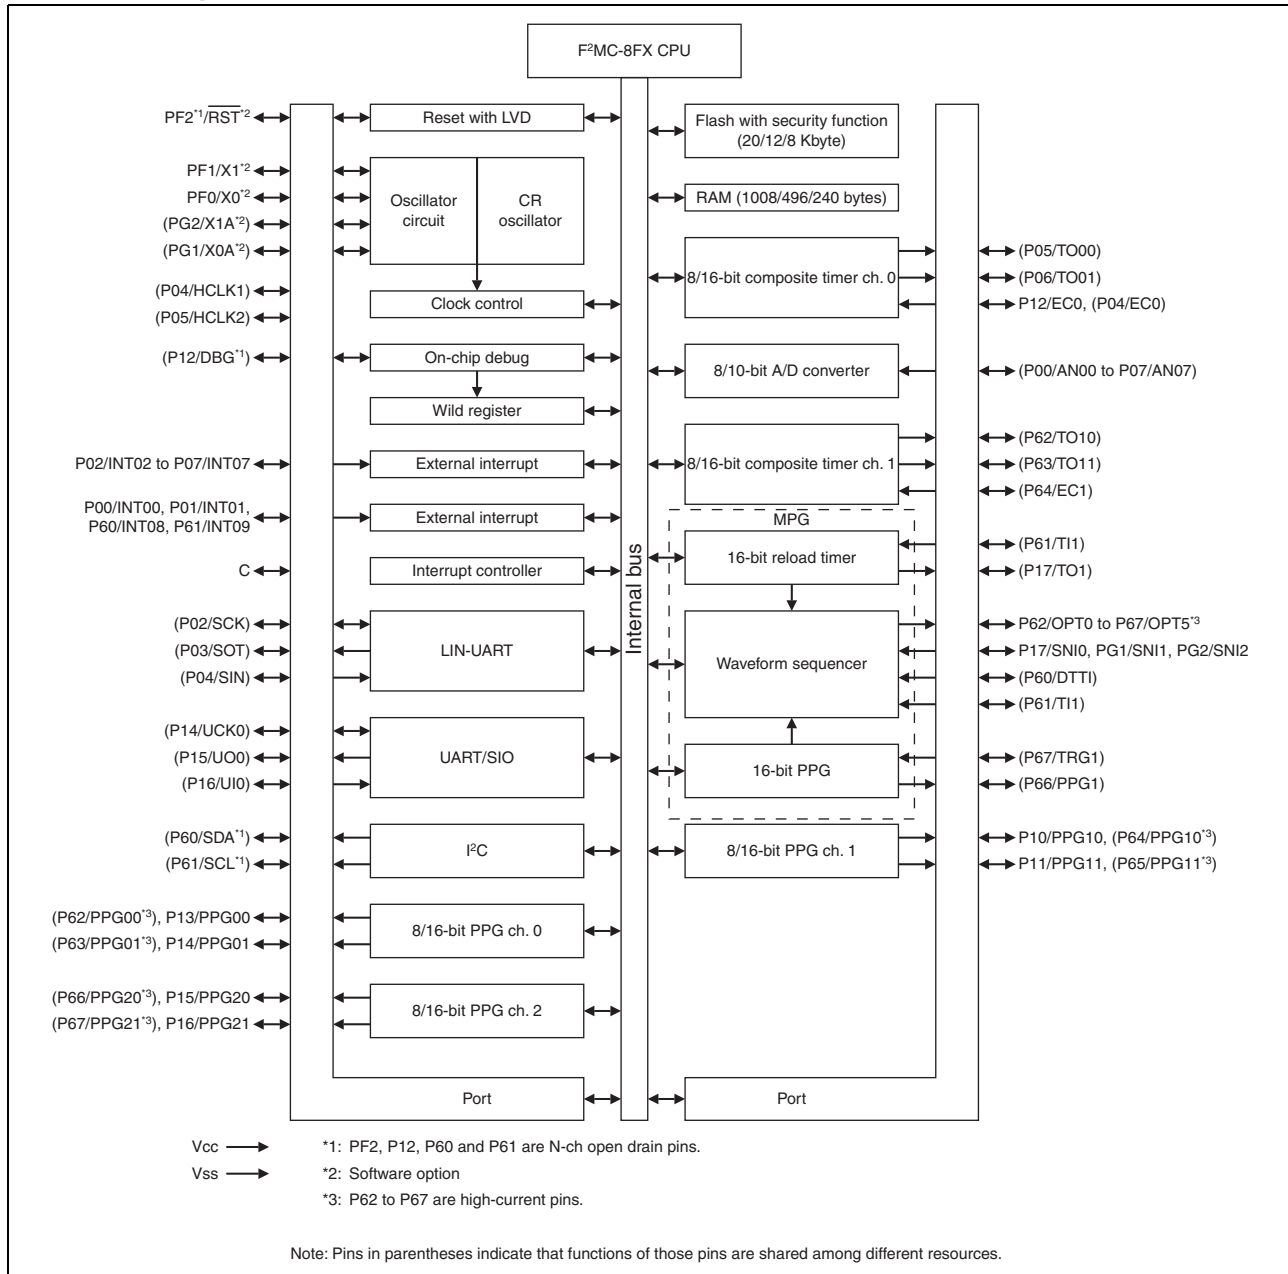 F²MC-8FX CPU
PF2*1/RST*2
PF1/X1*2
PF0/X0*2
(PG2/X1A*2)
(PG1/X0A*2)
(P04/HCLK1)
(P05/HCLK2)
(P12/DBG*1)
P02/INT02 to P07/INT07
P00/INT00, P01/INT01,
P60/INT08, P61/INT09
C
(P02/SCK)
(P03/SOT)
(P04/SIN)
(P14/UCK0)
(P15/UO0)
(P16/UI0)
(P60/SDA*1)
(P61/SCL*1)
(P62/PPG00*3), P13/PPG00
(P63/PPG01*3), P14/PPG01
(P66/PPG20*3), P15/PPG20
(P67/PPG21*3), P16/PPG21
Reset with LVD
Oscillator
circuit
CR
oscillator
Clock control
On-chip debug
Wild register
External interrupt
External interrupt
Interrupt controller
LIN-UART
UART/SIO
I²C
8/16-bit PPG ch. 0
8/16-bit PPG ch. 2
Port
Internal bus
Flash with security function
(20/12/8 Kbyte)
RAM (1008/496/240 bytes)
8/16-bit composite timer ch. 0
8/10-bit A/D converter
8/16-bit composite timer ch. 1
MPG
16-bit reload timer
Waveform sequencer
16-bit PPG
8/16-bit PPG ch. 1
Port
(P05/TO00)
(P06/TO01)
P12/EC0, (P04/EC0)
(P00/AN00 to P07/AN07)
(P62/TO10)
(P63/TO11)
(P64/EC1)
(P61/TI1)
(P17/TO1)
P62/OPT0 to P67/OPT5*3
P17/SNI0, PG1/SNI1, PG2/SNI2
(P60/DTTI)
(P61/TI1)
(P67/TRG1)
(P66/PPG1)
P10/PPG10, (P64/PPG10*3)
P11/PPG11, (P65/PPG11*3)
Vcc
Vss
*1: PF2, P12, P60 and P61 are N-ch open drain pins.
*2: Software option
*3: P62 to P67 are high-current pins.
Note: Pins in parentheses indicate that functions of those pins are shared among different resources.